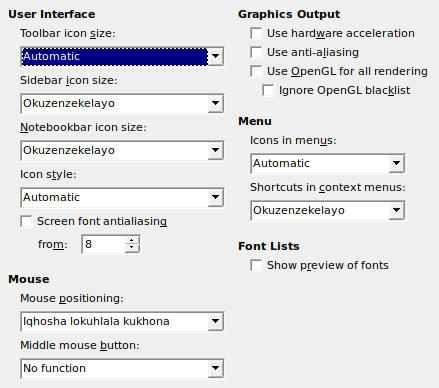 User Interface
Toolbar icon size:
Automatic
Sidebar icon size:
Okuzenzekelayo
Notebookbar icon size:
Okuzenzekelayo
Icon style:
Automatic
Screen font antialiasing
from: 8
Mouse
Mouse positioning:
Iqhosha lokuhlala kukhona
Middle mouse button:
No function
Graphics Output
Use hardware acceleration
Use anti-aliasing
Use OpenGL for all rendering
Ignore OpenGL blacklist
Menu
Icons in menus:
Automatic
Shortcuts in context menus:
Okuzenzekelayo
Font Lists
Show preview of fonts